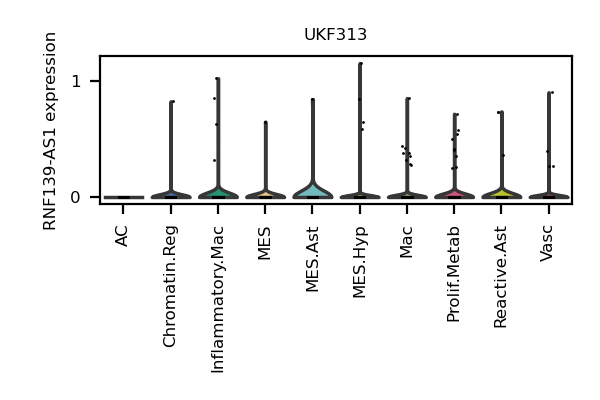 UKF313
RNF139-AS1 expression
1
0
AC
Chromatin.Reg
Inflammatory.Mac
MES
MES.Ast
MES.Hyp
Mac
Prolif.Metab
Reactive.Ast
Vasc